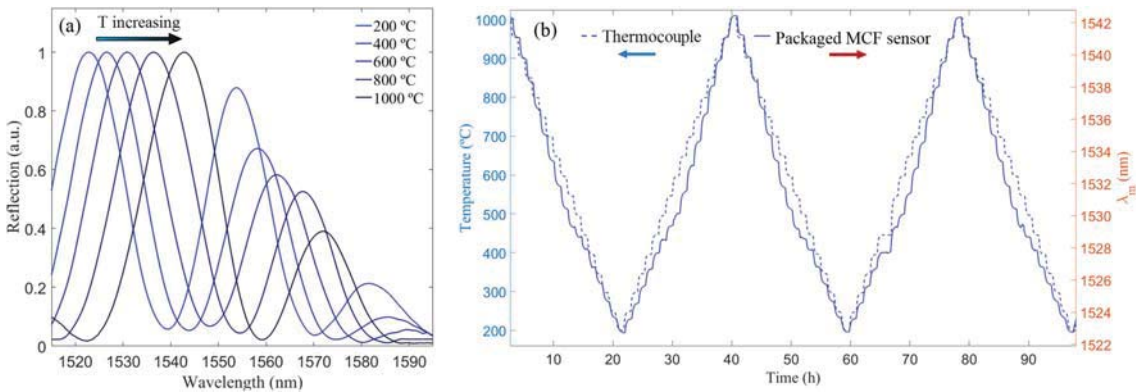 (a)
T increasing
200 ºC
400 ºC
600 ºC
800 ºC
1000 ºC
1
0.8
0.6
0.4
0.2
0
Reflection (a.u.)
1520 1530 1540 1550 1560 1570 1580 1590
Wavelength (nm)
(b)
Thermocouple
Packaged MCF sensor
1000
900
800
700
600
500
400
300
200
Temperature (ºC)
10 20 30 40 50 60 70 80 90
Time (h)
1542
1540
1538
1536
1534
1532
1530
1528
1526
1524
1522
λm (nm)